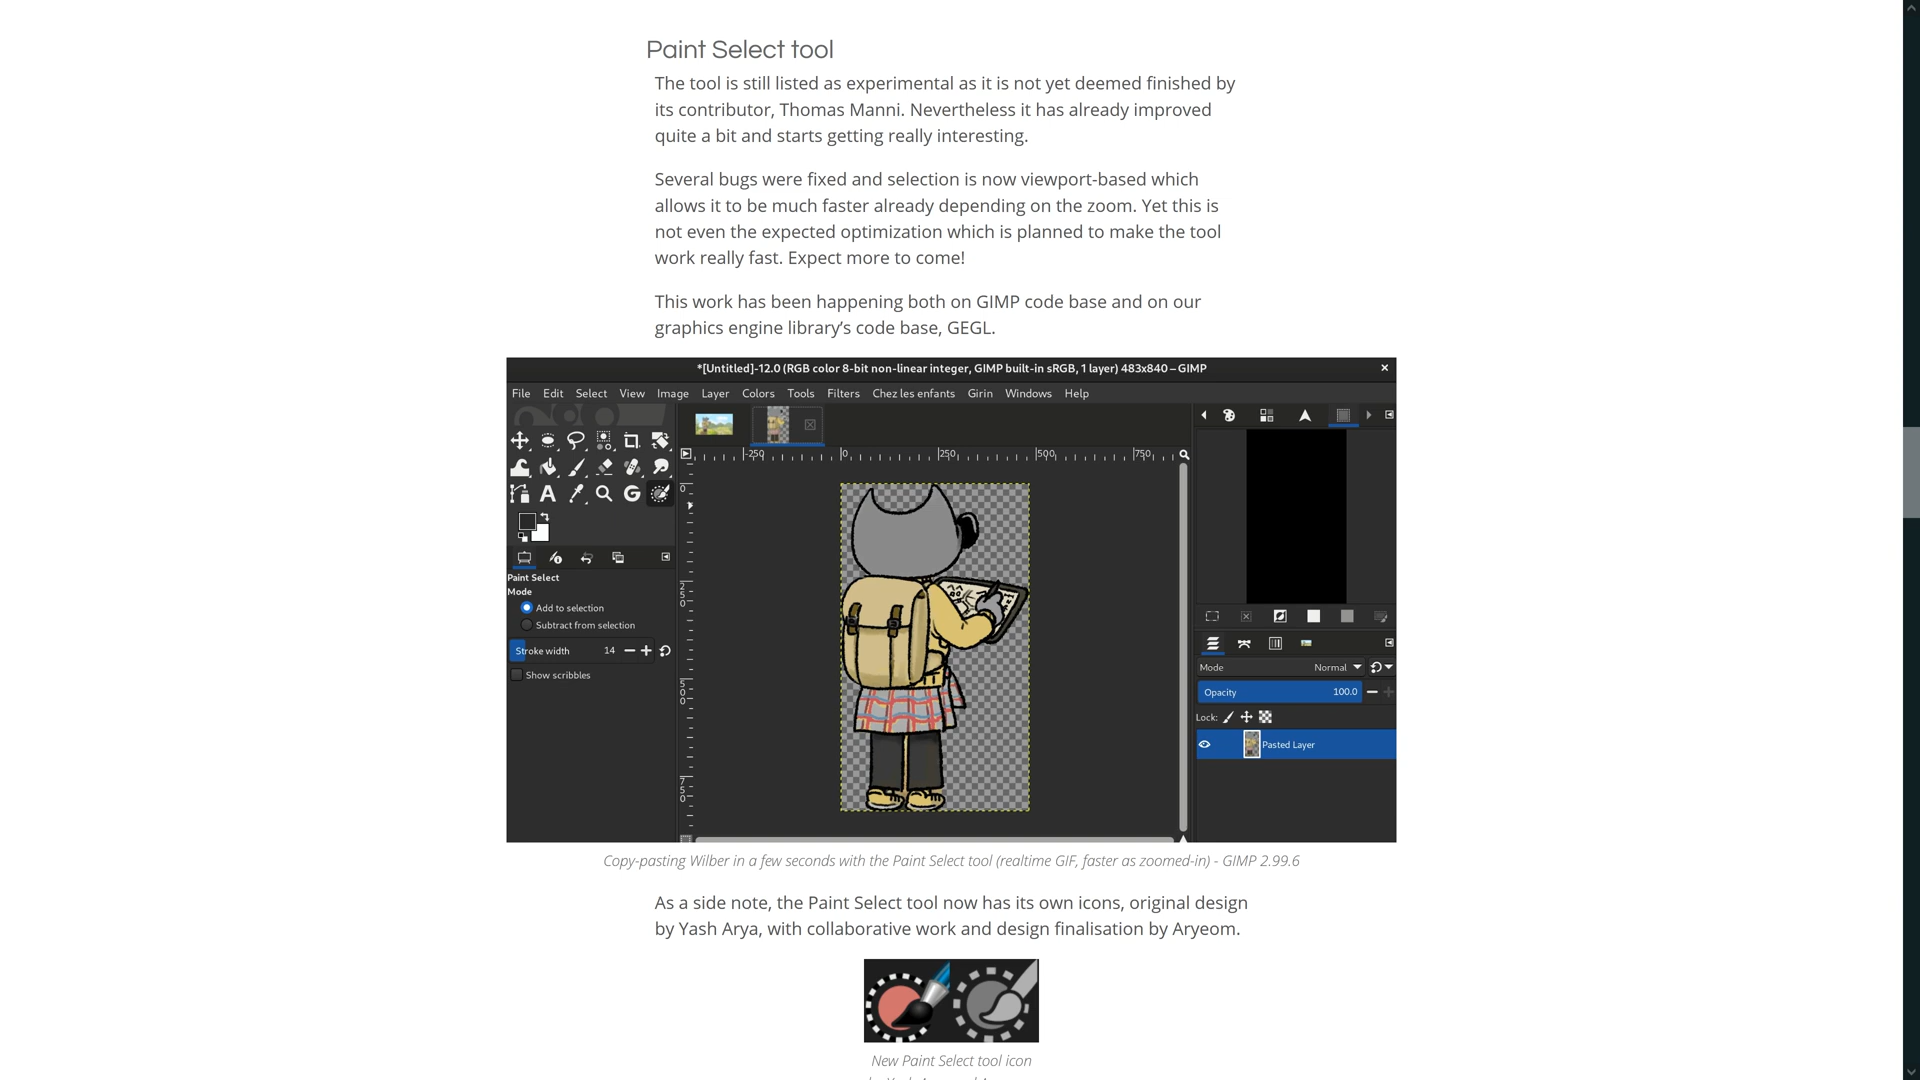 Paint Select tool
The tool is still listed as experimental as it is not yet deemed finished by
its contributor, Thomas Manni. Nevertheless it has already improved
quite a bit and starts getting really interesting.
Several bugs were fixed and selection is now viewport-based which
allows it to be much faster already depending on the zoom. Yet this is
not even the expected optimization which is planned to make the tool
work really fast. Expect more to come!
This work has been happening both on GIMP code base and on our
graphics engine library’s code base, GEGL.
*[Untitled]-12.0 (RGB color 8-bit non-linear integer, GIMP built-in sRGB, 1 layer) 483x840 – GIMP
File Edit Select View Image Layer Colors Tools Filters Chez les enfants Girin Windows Help
-250 0 250 500 750
0
250
500
750
Paint Select
Mode
Add to selection
Subtract from selection
Stroke width 14
Show scribbles
Mode Normal
Opacity 100.0
Lock:
Pasted Layer
Copy-pasting Wilber in a few seconds with the Paint Select tool (realtime GIF, faster as zoomed-in) - GIMP 2.99.6
As a side note, the Paint Select tool now has its own icons, original design
by Yash Arya, with collaborative work and design finalisation by Aryeom.
New Paint Select tool icon